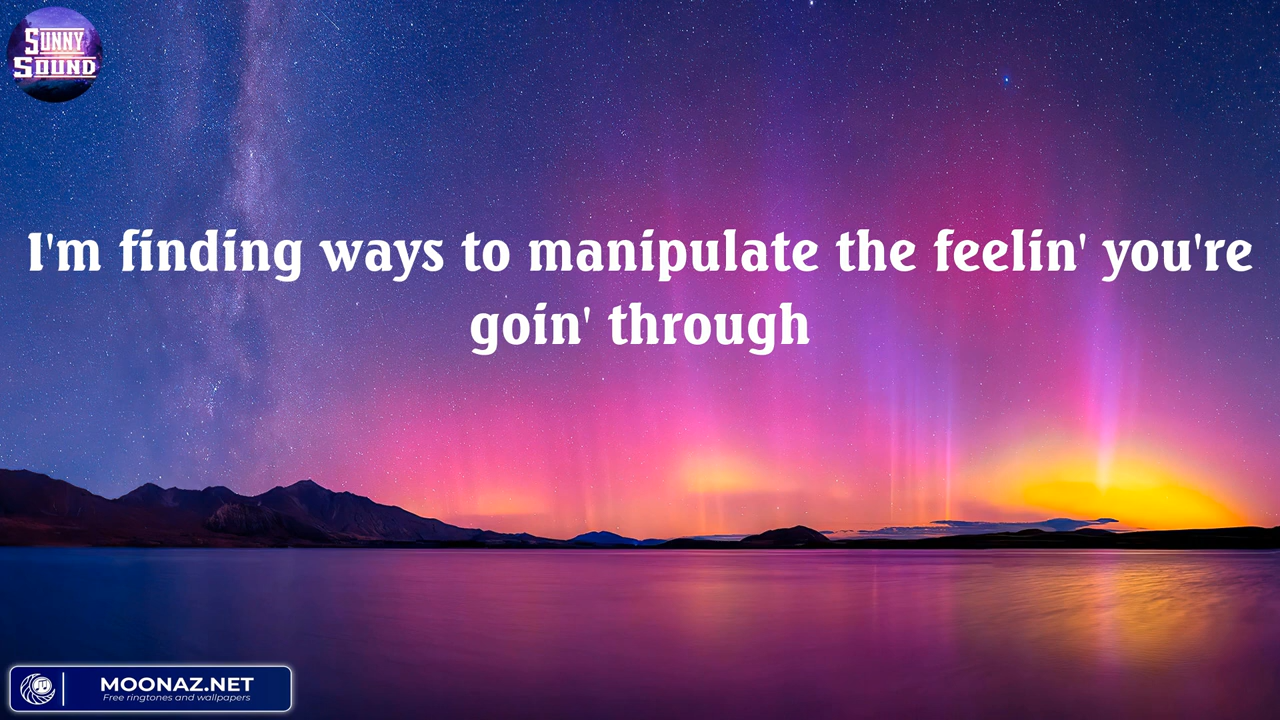 SUNNY
SOUND
I'm finding ways to manipulate the feelin' you're
goin' through
MOONAZ.NET
Free ringtones and wallpapers